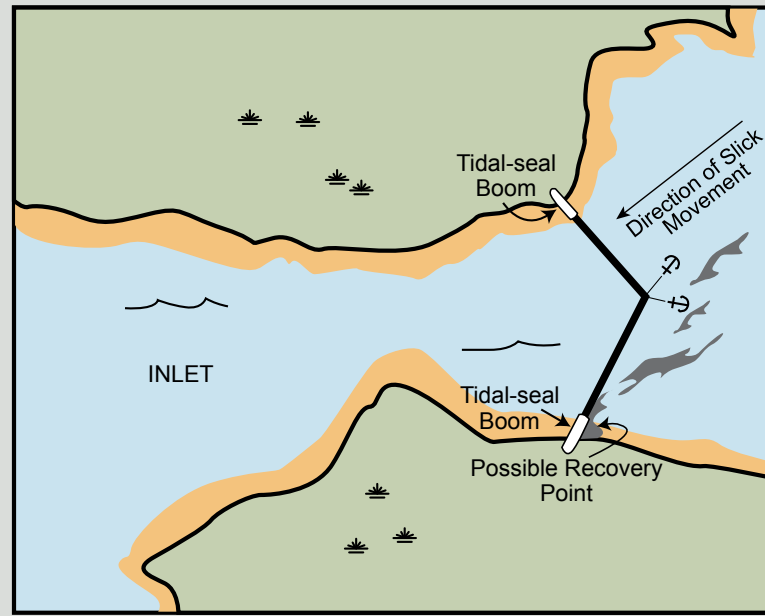 Tidal-seal
Boom
Direction of Slick
Movement
INLET
Tidal-seal
Boom
Possible Recovery
Point